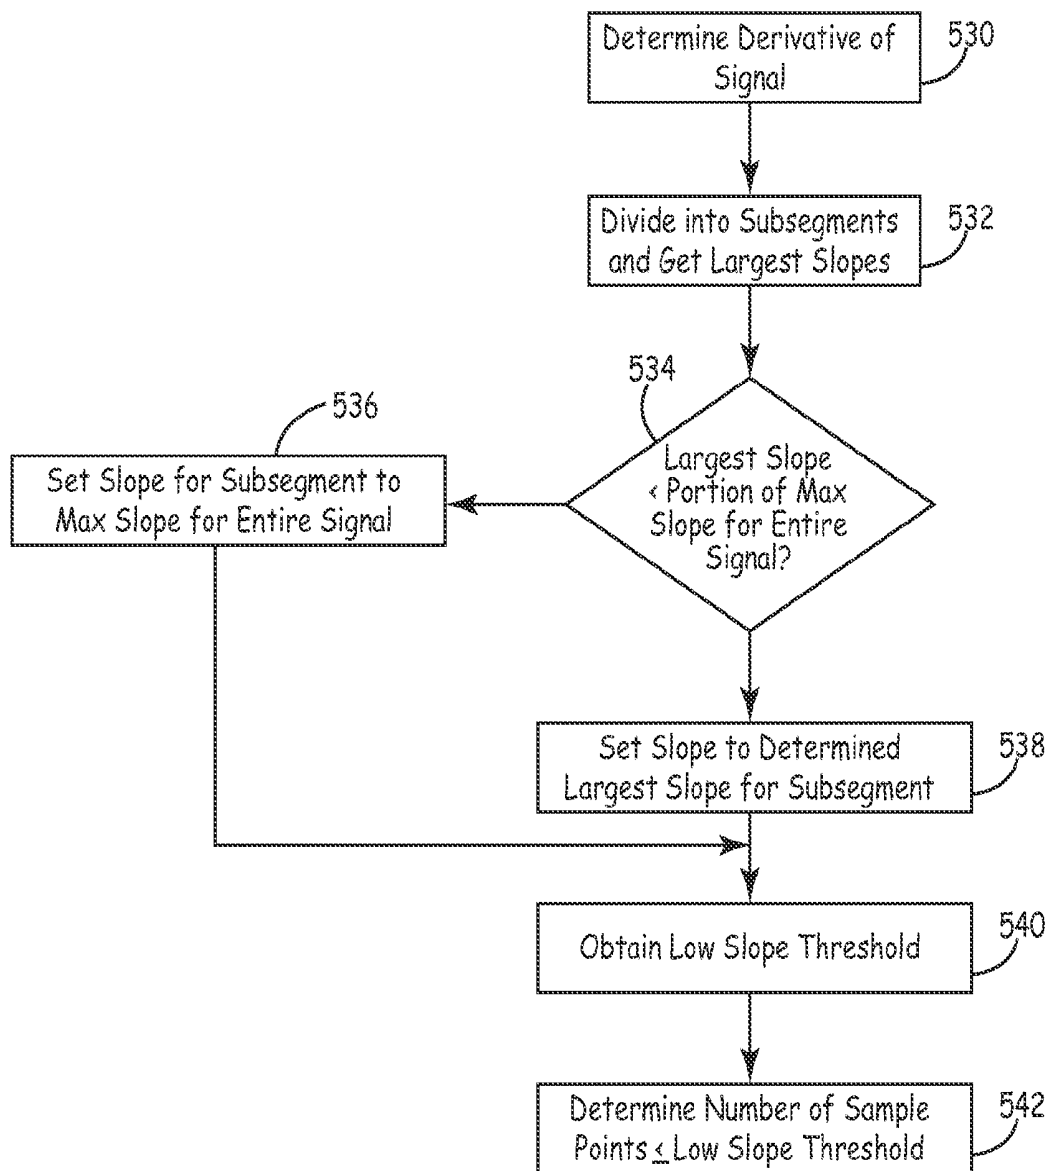 Determine Derivative of
Signal
530
Divide into Subsegments
and Get Largest Slopes
532
534
Largest Slope
< Portion of Max
Slope for Entire
Signal?
536
Set Slope for Subsegment to
Max Slope for Entire Signal
Set Slope to Determined
Largest Slope for Subsegment
538
Obtain Low Slope Threshold
540
Determine Number of Sample
Points ≤ Low Slope Threshold
542